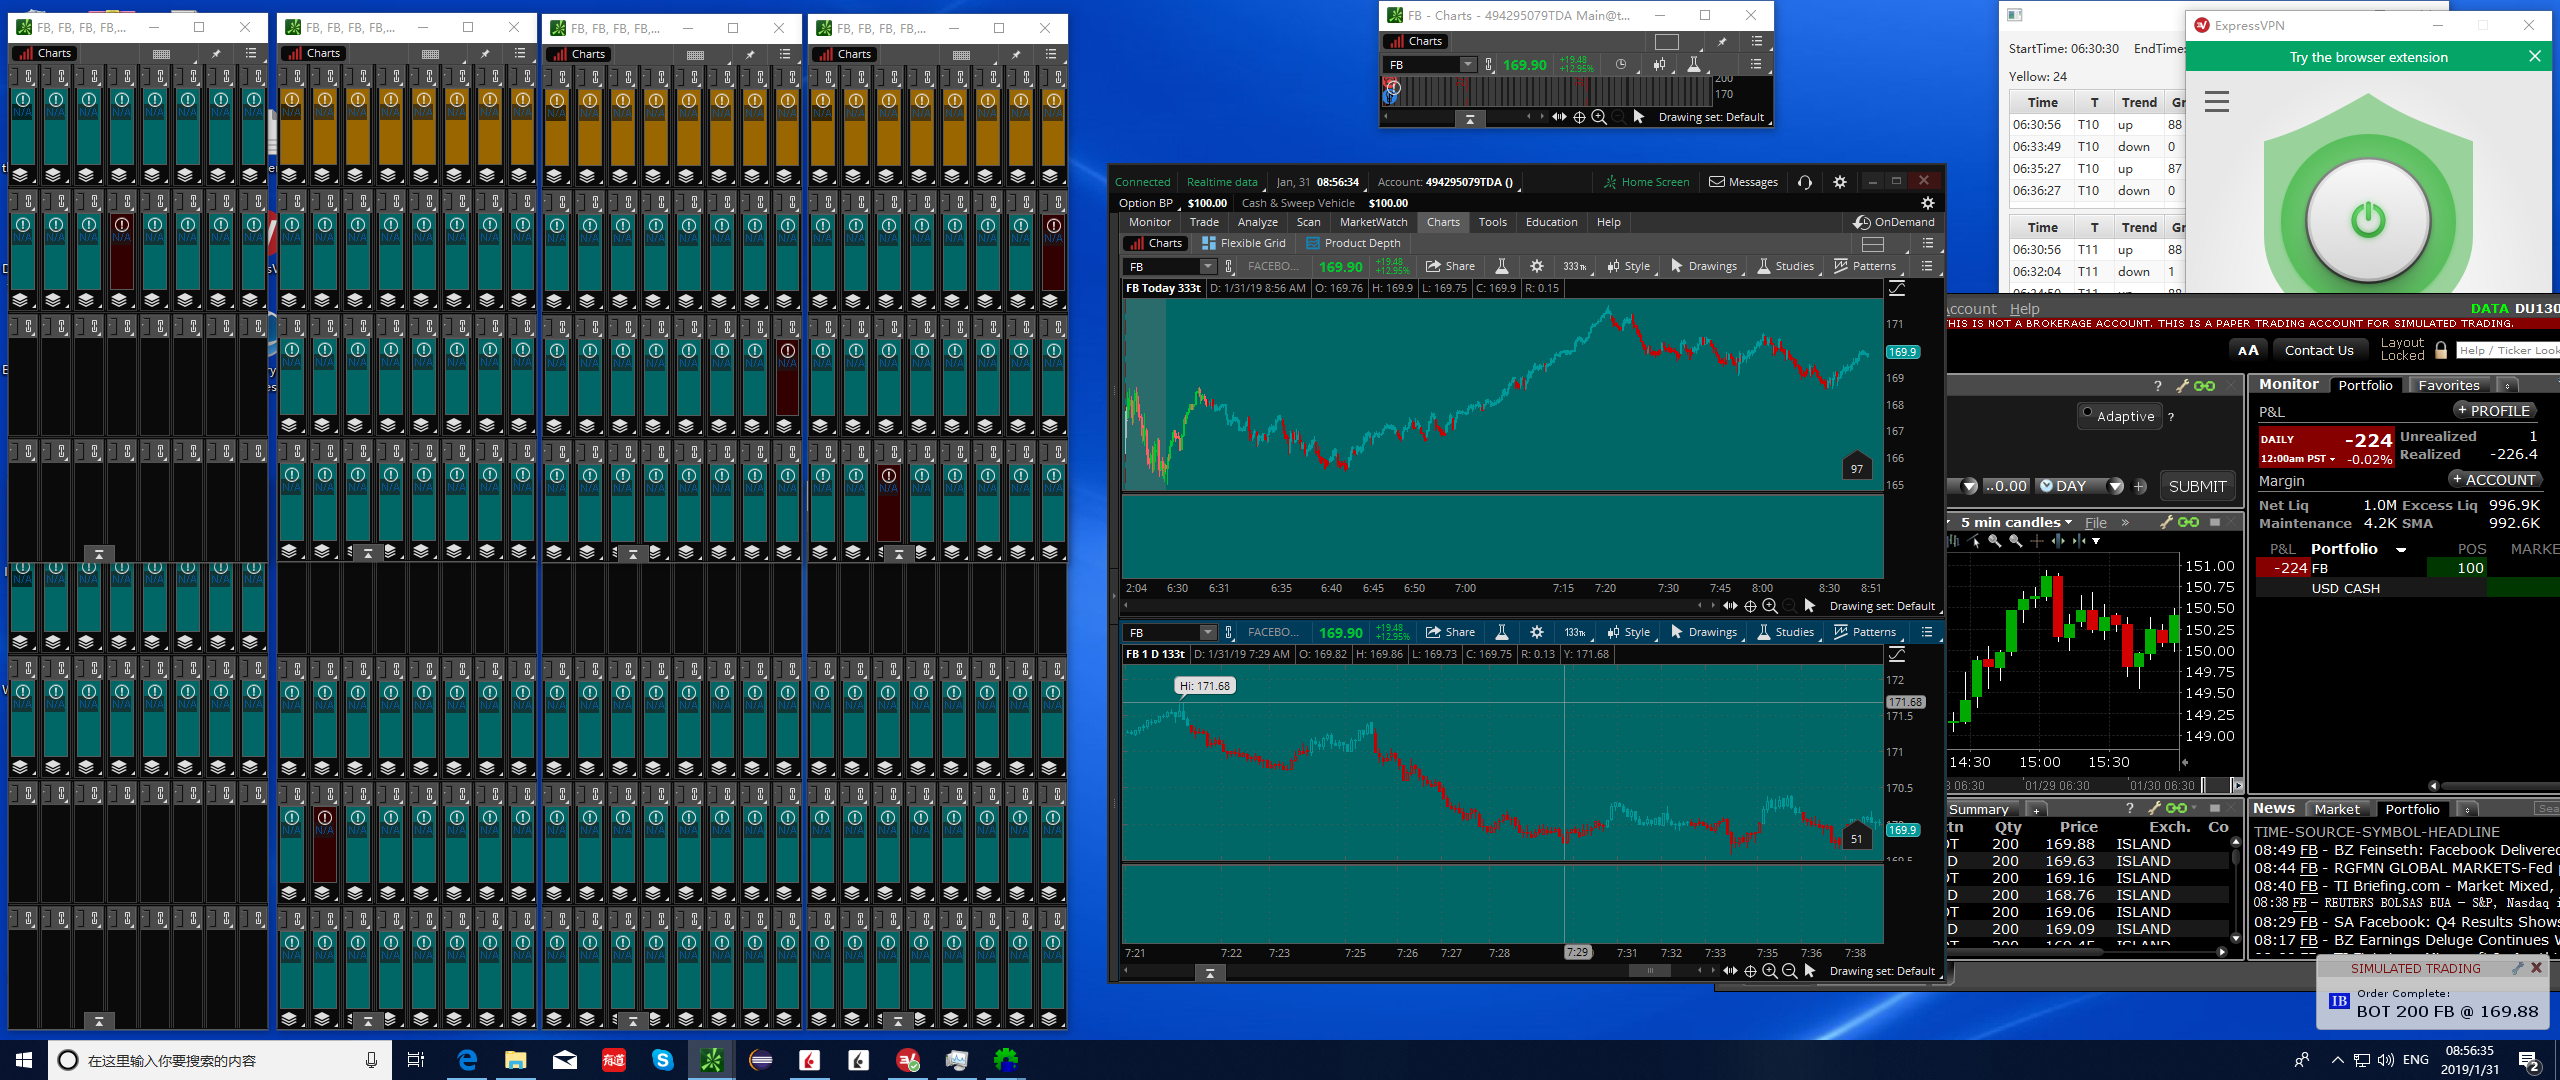 FB, FB, FB, FB,...
FB, FB, FB, FB,...
FB, FB, FB, FB,...
FB, FB, FB, FB,...
Charts
Charts
Charts
Charts
FB - Charts - 494295079TDA Main@t...
Charts
FB
169.90
+19.48
+12.95%
200
170
Drawing set: Default
StartTime: 06:30:30 EndTime:
Yellow: 24
Time T Trend Gr
06:30:56 T10 up 88
06:33:49 T10 down 0
06:35:27 T10 up 87
06:36:27 T10 down 0
Time T Trend Gr
06:30:56 T11 up 88
06:32:04 T11 down 1
ExpressVPN
Try the browser extension
Connected Realtime data Jan, 31 08:56:34 Account: 494295079TDA () Home Screen Messages
Option BP $100.00 Cash & Sweep Vehicle $100.00
Monitor Trade Analyze Scan MarketWatch Charts Tools Education Help OnDemand
Charts Flexible Grid Product Depth
FB FACEBO... 169.90 +19.48 +12.95% Share 333Tk Style Drawings Studies Patterns
FB Today 333t D: 1/31/19 8:56 AM O: 169.76 H: 169.9 L: 169.75 C: 169.9 R: 0.15
171
169.9
169
168
167
166
165
97
2:04 6:30 6:31 6:35 6:40 6:45 6:50 7:00 7:15 7:20 7:30 7:45 8:00 8:30 8:51
Drawing set: Default
FB FACEBO... 169.90 +19.48 +12.95% Share 133Tk Style Drawings Studies Patterns
FB 1 D 133t D: 1/31/19 7:29 AM O: 169.82 H: 169.86 L: 169.73 C: 169.75 R: 0.13 Y: 171.68
Hi: 171.68
172
171.68
171.5
171
170.5
169.9
51
7:21 7:22 7:23 7:25 7:26 7:27 7:28 7:29 7:31 7:32 7:33 7:35 7:36 7:38
Drawing set: Default
Account Help
DATA DU130
THIS IS NOT A BROKERAGE ACCOUNT. THIS IS A PAPER TRADING ACCOUNT FOR SIMULATED TRADING.
AA Contact Us Layout Locked Help / Ticker Look
Adaptive ?
..0.00 DAY + SUBMIT
5 min candles File »
151.00
150.75
150.50
150.25
150.00
149.75
149.50
149.25
149.00
14:30 15:00 15:30
06:30 01/29 06:30 01/30 06:30
Summary +
Qty Price Exch. Co
200 169.88 ISLAND
200 169.63 ISLAND
200 169.16 ISLAND
200 168.76 ISLAND
200 169.06 ISLAND
200 169.09 ISLAND
200 169.45 ISLAND
Monitor Portfolio Favorites
P&L + PROFILE
DAILY -224 Unrealized 1
12:00am PST -0.02% Realized -226.4
Margin + ACCOUNT
Net Liq 1.0M Excess Liq 996.9K
Maintenance 4.2K SMA 992.6K
P&L Portfolio POS MARKE
-224 FB 100
USD CASH
News Market Portfolio
TIME-SOURCE-SYMBOL-HEADLINE
08:49 FB - BZ Feinseth: Facebook Delivered
08:44 FB - RGFMN GLOBAL MARKETS-Fed p
08:40 FB - TI Briefing.com - Market Mixed,
08:38 FB - REUTERS BOLSAS EUA - S&P, Nasdaq i
08:29 FB - SA Facebook: Q4 Results Shows
08:17 FB - BZ Earnings Deluge Continues W
SIMULATED TRADING
IB Order Complete:
BOT 200 FB @ 169.88
在这里输入你要搜索的内容
有道
ENG
08:56:35
2019/1/31
2